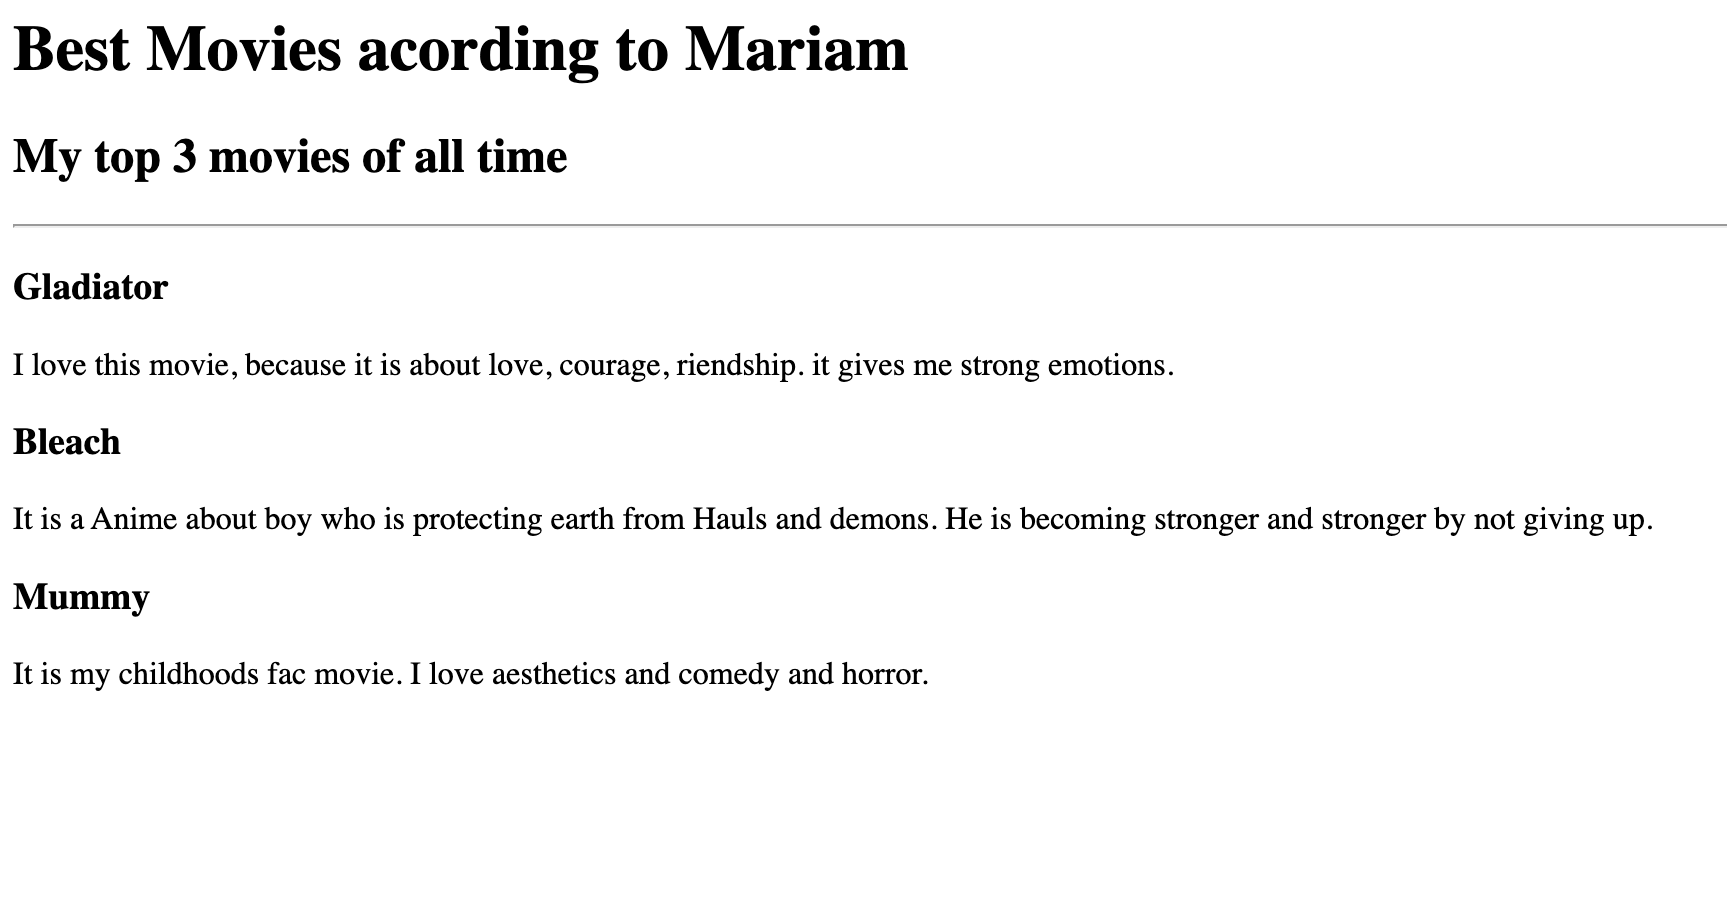 Best Movies acording to Mariam
My top 3 movies of all time
Gladiator
I love this movie, because it is about love, courage, riendship. it gives me strong emotions.
Bleach
It is a Anime about boy who is protecting earth from Hauls and demons. He is becoming stronger and stronger by not giving up.
Mummy
It is my childhoods fac movie. I love aesthetics and comedy and horror.